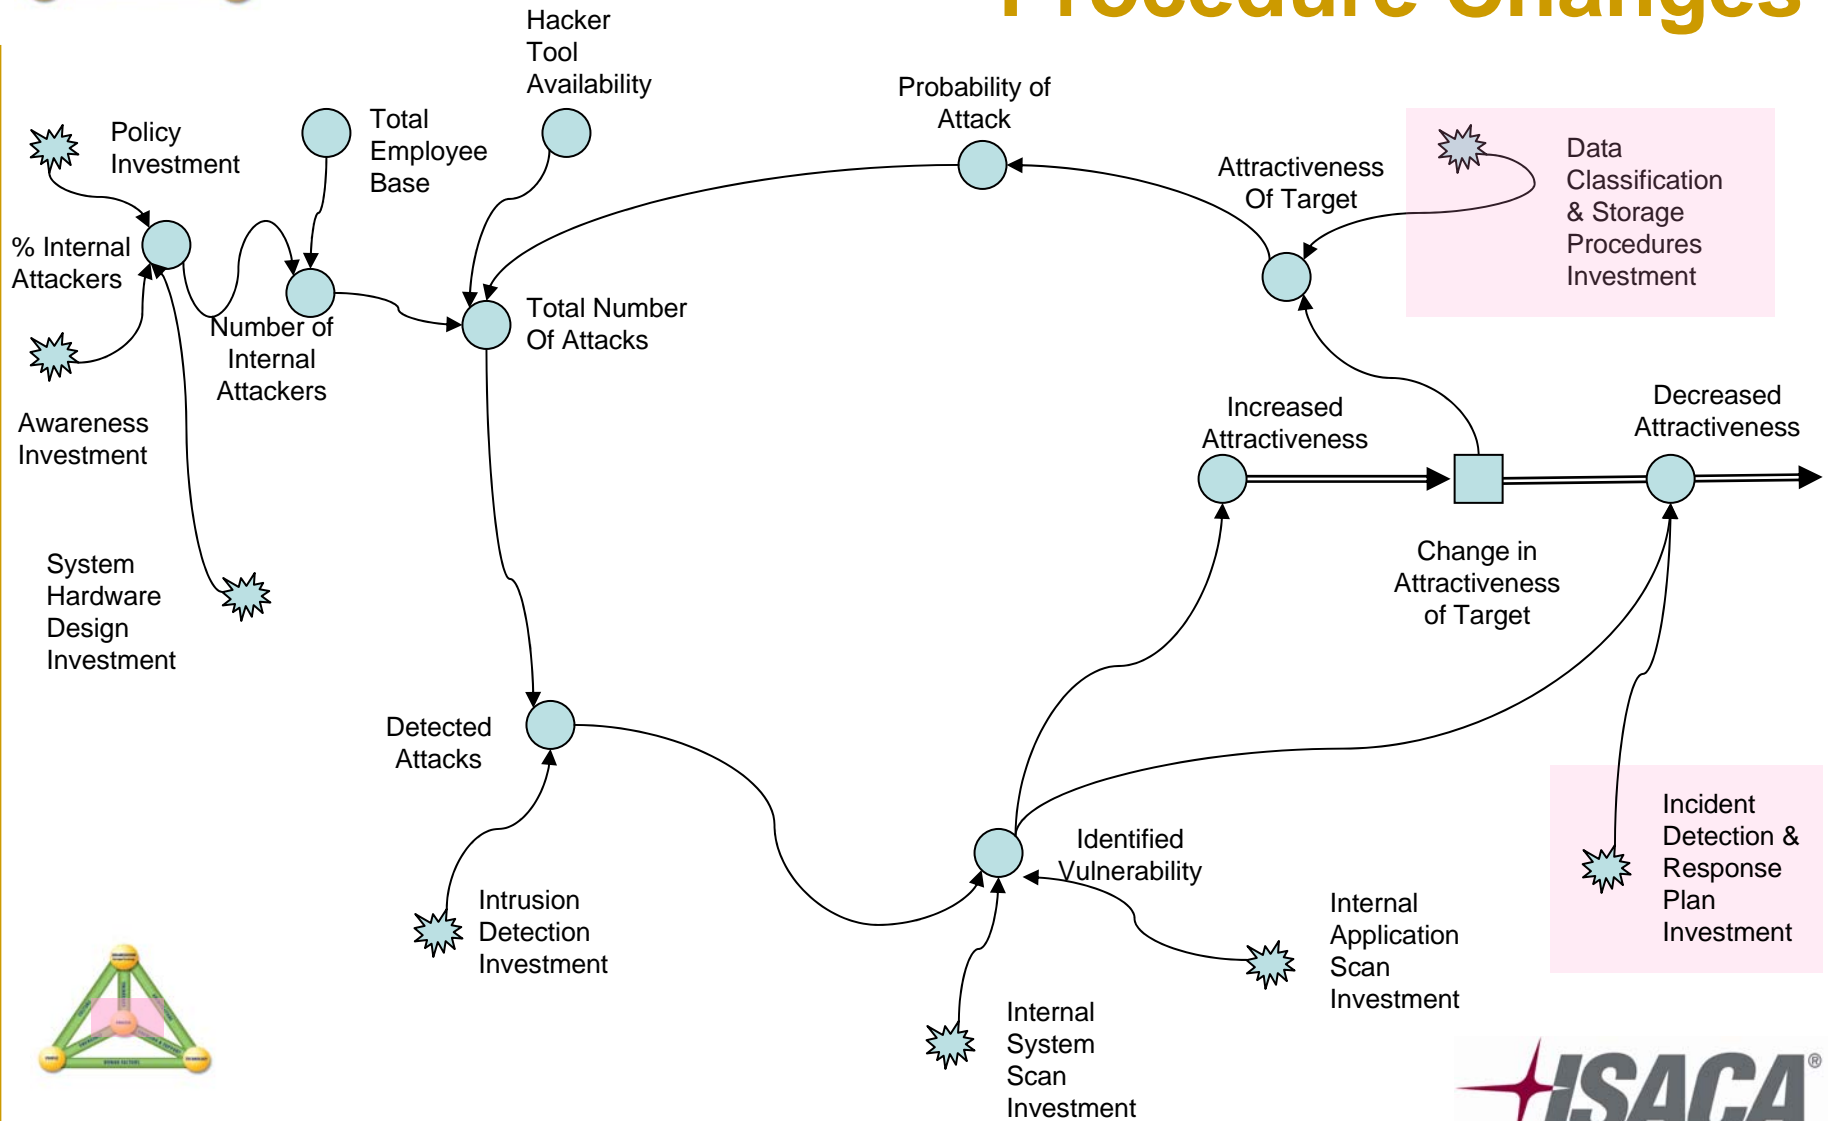 Procedure Changes
Hacker
Tool
Availability
Policy
Investment
Total
Employee
Base
Probability of
Attack
Attractiveness
Of Target
Data
Classification
& Storage
Procedures
Investment
% Internal
Attackers
Number of
Internal
Attackers
Total Number
Of Attacks
Awareness
Investment
Increased
Attractiveness
Decreased
Attractiveness
Change in
Attractiveness
of Target
System
Hardware
Design
Investment
Detected
Attacks
Intrusion
Detection
Investment
Identified
Vulnerability
Internal
Application
Scan
Investment
Incident
Detection &
Response
Plan
Investment
Internal
System
Scan
Investment
ISACA®